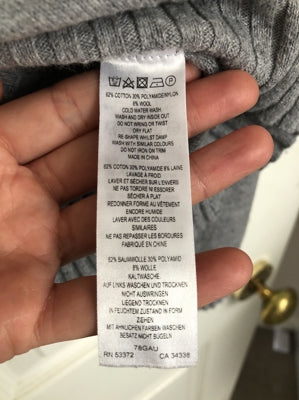 62% COTTON 30% POLYAMIDE/NYLON
8% WOOL
COLD WATER WASH
WASH AND DRY INSIDE OUT
DO NOT WRING OR TWIST
DRY FLAT
RE-SHAPE WHILST DAMP
WASH WITH SIMILAR COLOURS
DO NOT IRON ON TRIM
MADE IN CHINA
62% COTON 30% POLYAMIDE 8% LAINE
LAVAGE À FROID
LAVER ET SÉCHER SUR L'ENVERS
NE PAS TORDRE NI ESSORER
SÉCHER À PLAT
REDONNER FORME AU VÊTEMENT
ENCORE HUMIDE
LAVER AVEC DES COULEURS
SIMILAIRES
NE PAS REPASSER LES BORDURES
FABRIQUÉ EN CHINE
62% BAUMWOLLE 30% POLYAMID
8% WOLLE
KALTWÄSCHE
AUF LINKS WASCHEN UND TROCKNEN
NICHT AUSWRINGEN
LIEGEND TROCKNEN
IN FEUCHTEM ZUSTAND IN FORM
ZIEHEN
MIT ÄHNLICHEN FARBEN WASCHEN
BESATZ NICHT BÜGELN
78GAU
RN 53372 CA 34338